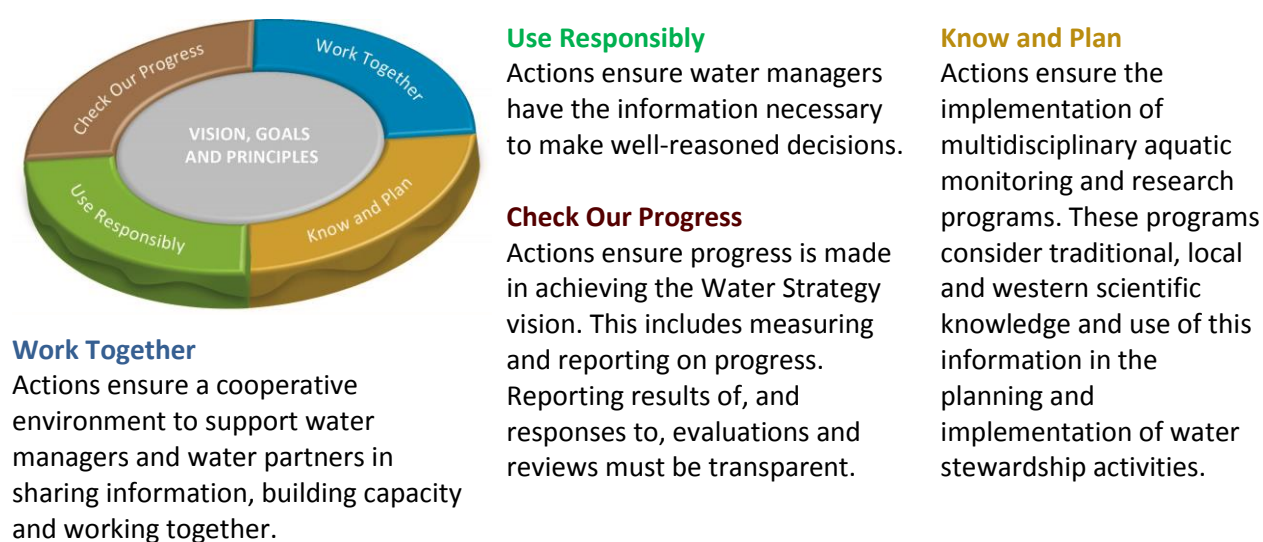 Check Our Progress
Work Together
VISION, GOALS
AND PRINCIPLES
Use Responsibly
Know and Plan
Work Together
Actions ensure a cooperative
environment to support water
managers and water partners in
sharing information, building capacity
and working together.
Use Responsibly
Actions ensure water managers
have the information necessary
to make well-reasoned decisions.
Check Our Progress
Actions ensure progress is made
in achieving the Water Strategy
vision. This includes measuring
and reporting on progress.
Reporting results of, and
responses to, evaluations and
reviews must be transparent.
Know and Plan
Actions ensure the
implementation of
multidisciplinary aquatic
monitoring and research
programs. These programs
consider traditional, local
and western scientific
knowledge and use of this
information in the
planning and
implementation of water
stewardship activities.